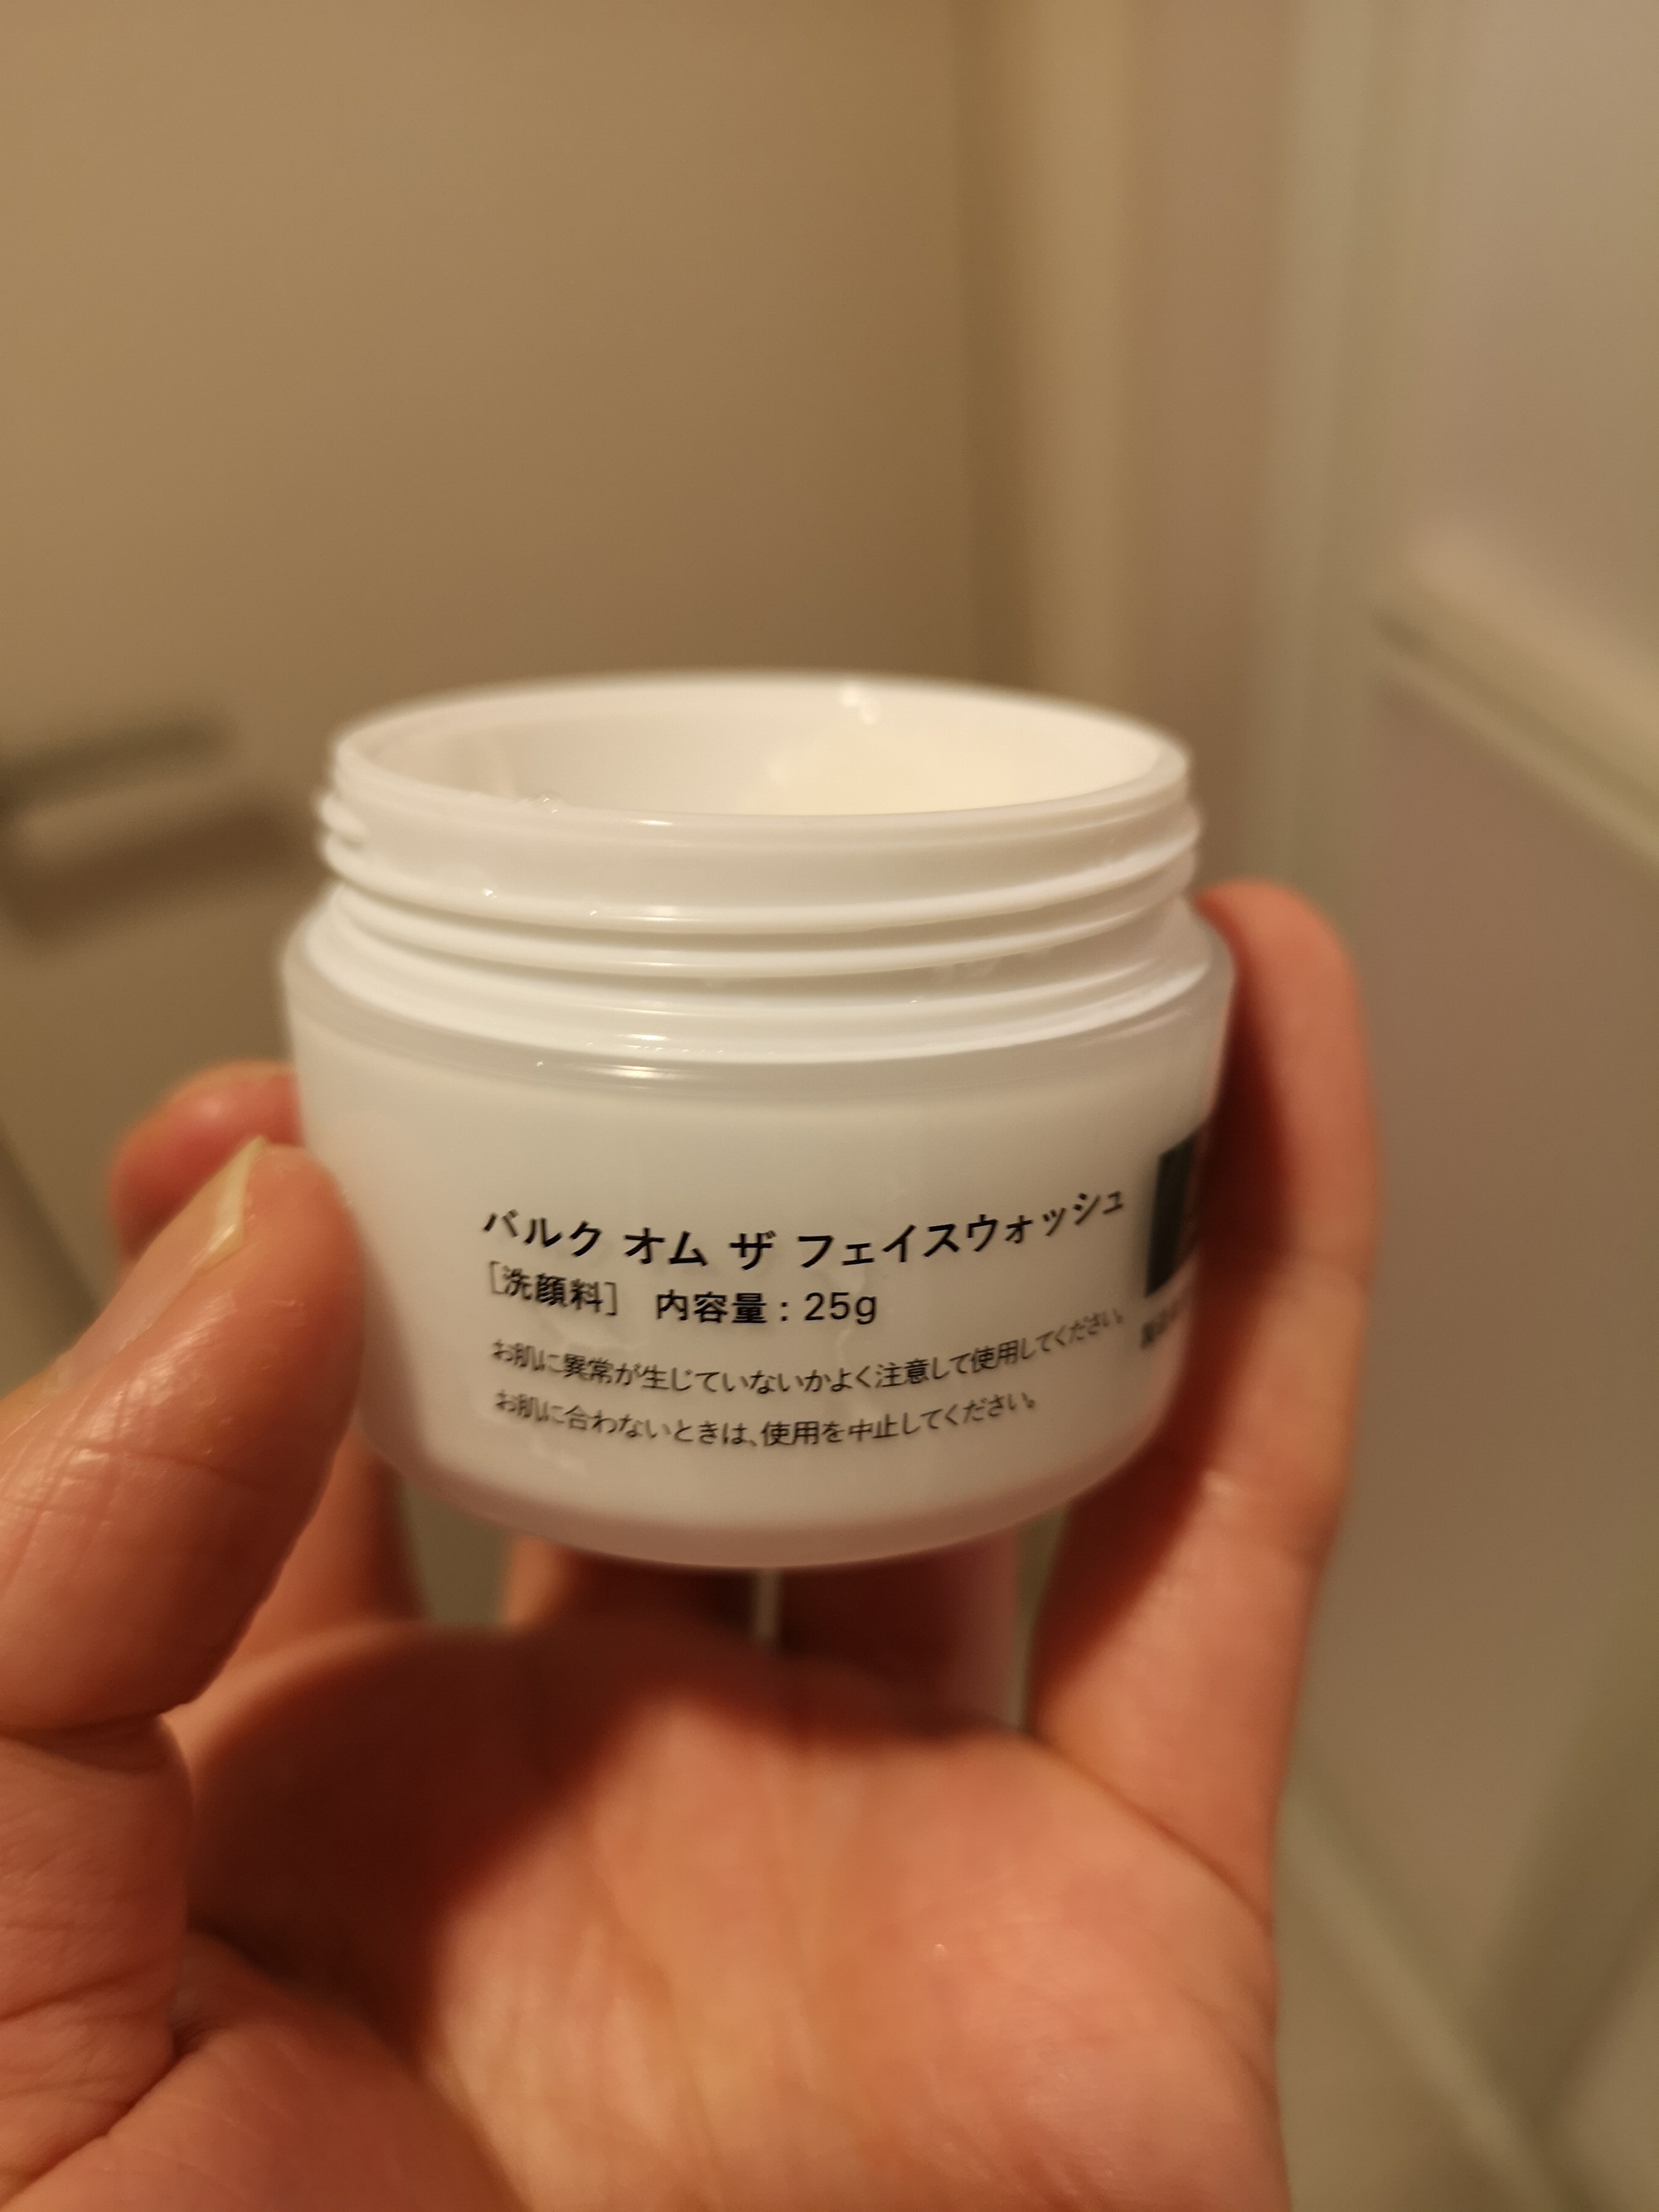 バルク オム ザ フェイスウォッシュ
［洗顔料］ 内容量：25g
お肌に異常が生じていないかよく注意して使用してください。
お肌に合わないときは、使用を中止してください。